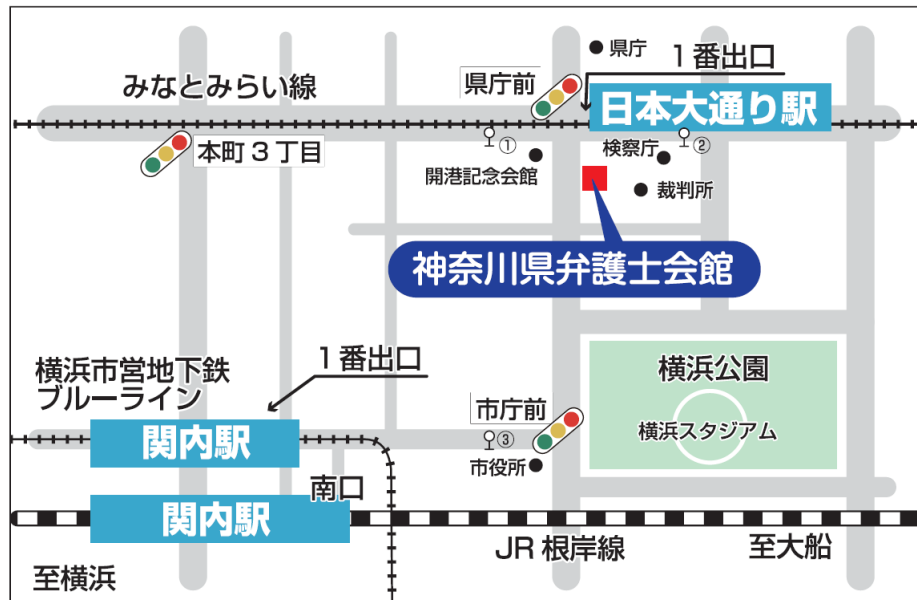 県庁
1番出口
県庁前
みなとみらい線
日本大通り駅
本町3丁目
①
②
検察庁
開港記念会館
裁判所
神奈川県弁護士会館
横浜市営地下鉄
ブルーライン
1番出口
横浜公園
市庁前
横浜スタジアム
関内駅
③
市役所
南口
関内駅
JR根岸線
至大船
至横浜